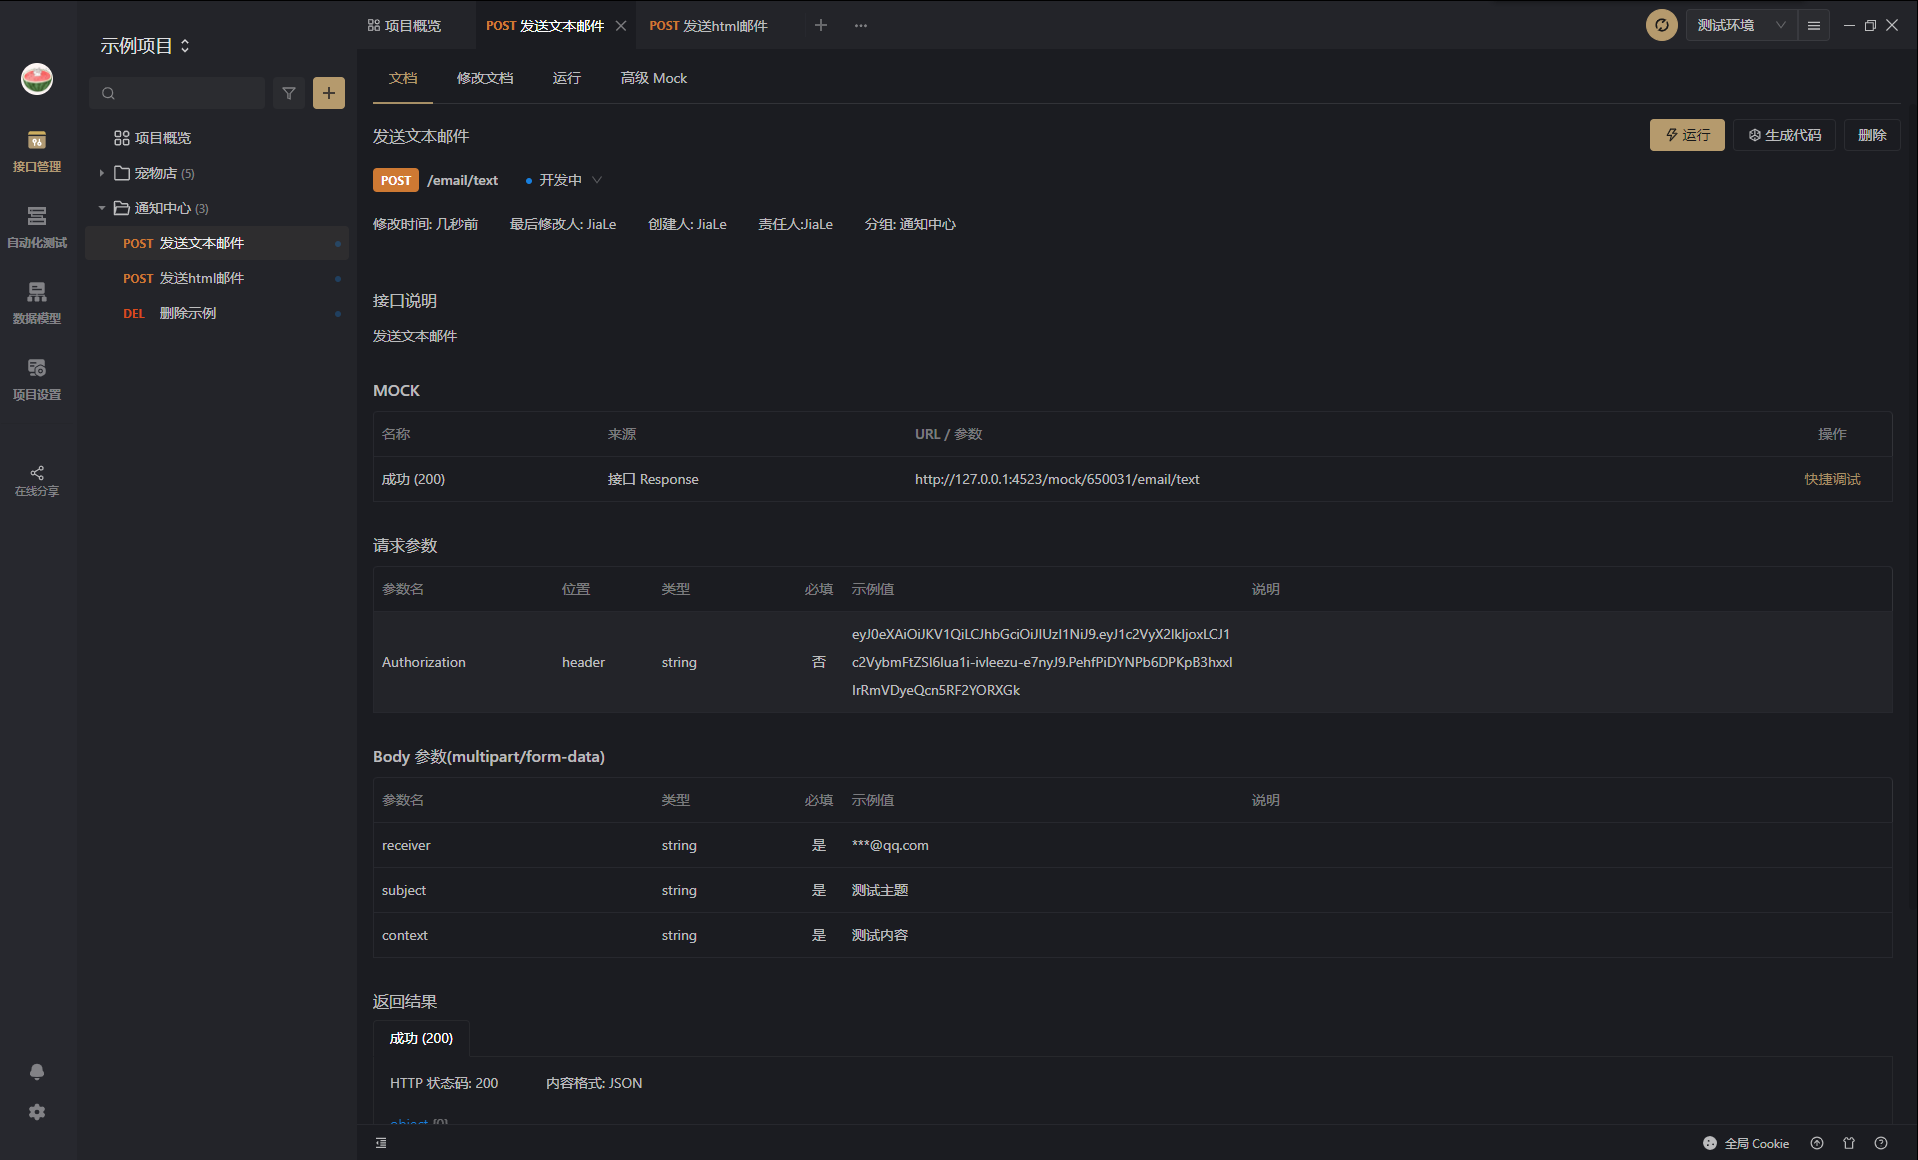 项目概览
POST 发送文本邮件
POST 发送html邮件
测试环境
示例项目
文档
修改文档
运行
高级 Mock
接口管理
自动化测试
数据模型
项目设置
在线分享
项目概览
宠物店 (5)
通知中心 (3)
POST 发送文本邮件
POST 发送html邮件
DEL 删除示例
发送文本邮件
运行
生成代码
删除
POST /email/text 开发中
修改时间: 几秒前 最后修改人: JiaLe 创建人: JiaLe 责任人:JiaLe 分组: 通知中心
接口说明
发送文本邮件
MOCK
名称 来源 URL / 参数 操作
成功 (200) 接口 Response http://127.0.0.1:4523/mock/650031/email/text 快捷调试
请求参数
参数名 位置 类型 必填 示例值 说明
Authorization header string 否
eyJ0eXAiOiJKV1QiLCJhbGciOiJIUzI1NiJ9.eyJ1c2VyX2lkIjoxLCJ1
c2VybmFtZSI6Iua1i-ivleezu-e7nyJ9.PehfPiDYNPb6DPKpB3hxxI
IrRmVDyeQcn5RF2YORXGk
Body 参数(multipart/form-data)
参数名 类型 必填 示例值 说明
receiver string 是 ***@qq.com
subject string 是 测试主题
context string 是 测试内容
返回结果
成功 (200)
HTTP 状态码: 200 内容格式: JSON
object {0}
全局 Cookie